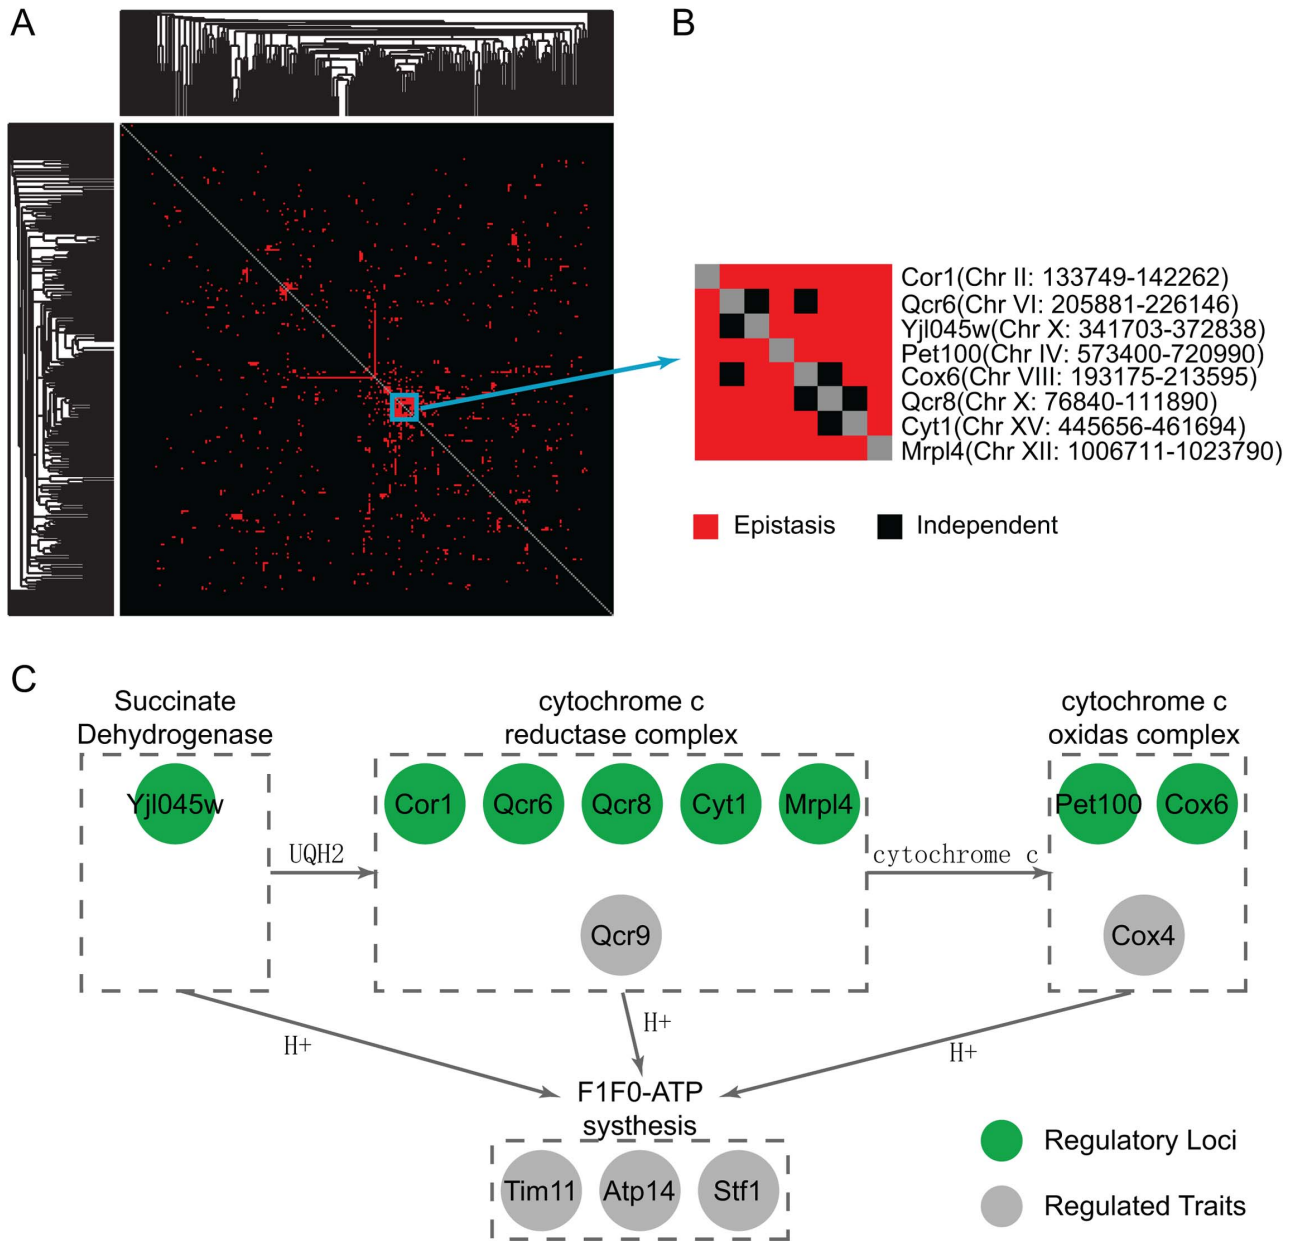 A
B
Cor1(Chr II: 133749-142262)
Qcr6(Chr VI: 205881-226146)
Yjl045w(Chr X: 341703-372838)
Pet100(Chr IV: 573400-720990)
Cox6(Chr VIII: 193175-213595)
Qcr8(Chr X: 76840-111890)
Cyt1(Chr XV: 445656-461694)
Mrpl4(Chr XII: 1006711-1023790)
Epistasis
Independent
C
Succinate
Dehydrogenase
cytochrome c
reductase complex
cytochrome c
oxidas complex
Yjl045w
Cor1
Qcr6
Qcr8
Cyt1
Mrpl4
Pet100
Cox6
UQH2
cytochrome c
Qcr9
Cox4
H+
H+
H+
F1F0-ATP
systhesis
Tim11
Atp14
Stf1
Regulatory Loci
Regulated Traits